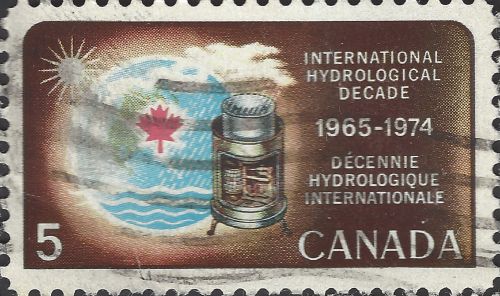 INTERNATIONAL
HYDROLOGICAL
DECADE
1965-1974
DÉCENNIE
HYDROLOGIQUE
INTERNATIONALE
5
CANADA